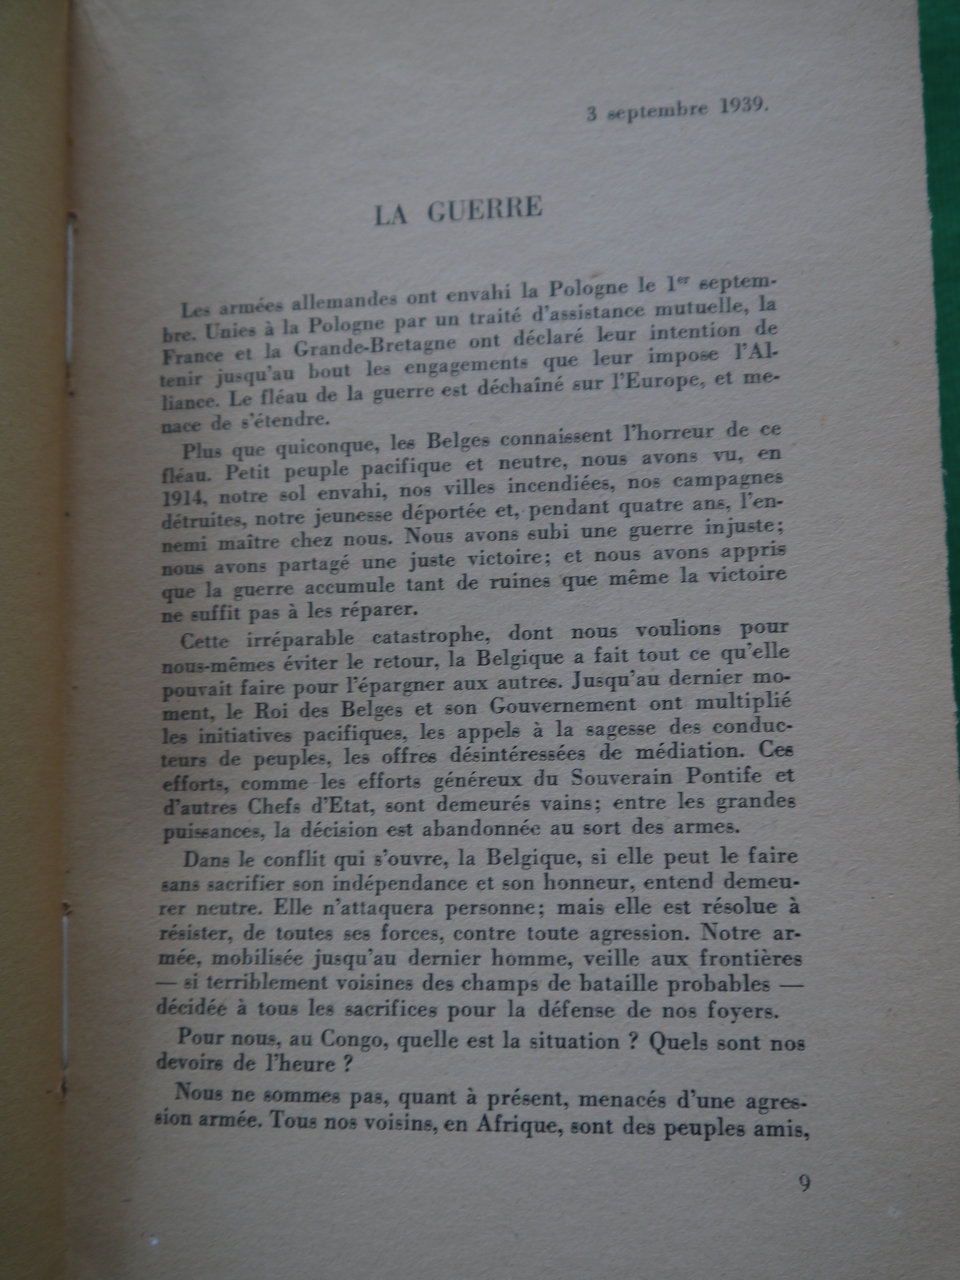 3 septembre 1939.
LA GUERRE
Les armées allemandes ont envahi la Pologne le 1er septem-
bre. Unies à la Pologne par un traité d'assistance mutuelle, la
France et la Grande-Bretagne ont déclaré leur intention de
tenir jusqu'au bout les engagements que leur impose l'Al-
liance. Le fléau de la guerre est déchaîné sur l'Europe, et me-
nace de s'étendre.
Plus que quiconque, les Belges connaissent l'horreur de ce
fléau. Petit peuple pacifique et neutre, nous avons vu, en
1914, notre sol envahi, nos villes incendiées, nos campagnes
détruites, notre jeunesse déportée et, pendant quatre ans, l'en-
nemi maître chez nous. Nous avons subi une guerre injuste;
nous avons partagé une juste victoire; et nous avons appris
que la guerre accumule tant de ruines que même la victoire
ne suffit pas à les réparer.
Cette irréparable catastrophe, dont nous voulions pour
nous-mêmes éviter le retour, la Belgique a fait tout ce qu'elle
pouvait faire pour l'épargner aux autres. Jusqu'au dernier mo-
ment, le Roi des Belges et son Gouvernement ont multiplié
les initiatives pacifiques, les appels à la sagesse des conduc-
teurs de peuples, les offres désintéressées de médiation. Ces
efforts, comme les efforts généreux du Souverain Pontife et
d'autres Chefs d'Etat, sont demeurés vains; entre les grandes
puissances, la décision est abandonnée au sort des armes.
Dans le conflit qui s'ouvre, la Belgique, si elle peut le faire
sans sacrifier son indépendance et son honneur, entend demeu-
rer neutre. Elle n'attaquera personne; mais elle est résolue à
résister, de toutes ses forces, contre toute agression. Notre ar-
mée, mobilisée jusqu'au dernier homme, veille aux frontières
— si terriblement voisines des champs de bataille probables —
décidée à tous les sacrifices pour la défense de nos foyers.
Pour nous, au Congo, quelle est la situation ? Quels sont nos
devoirs de l'heure ?
Nous ne sommes pas, quant à présent, menacés d'une agres-
sion armée. Tous nos voisins, en Afrique, sont des peuples amis,
9